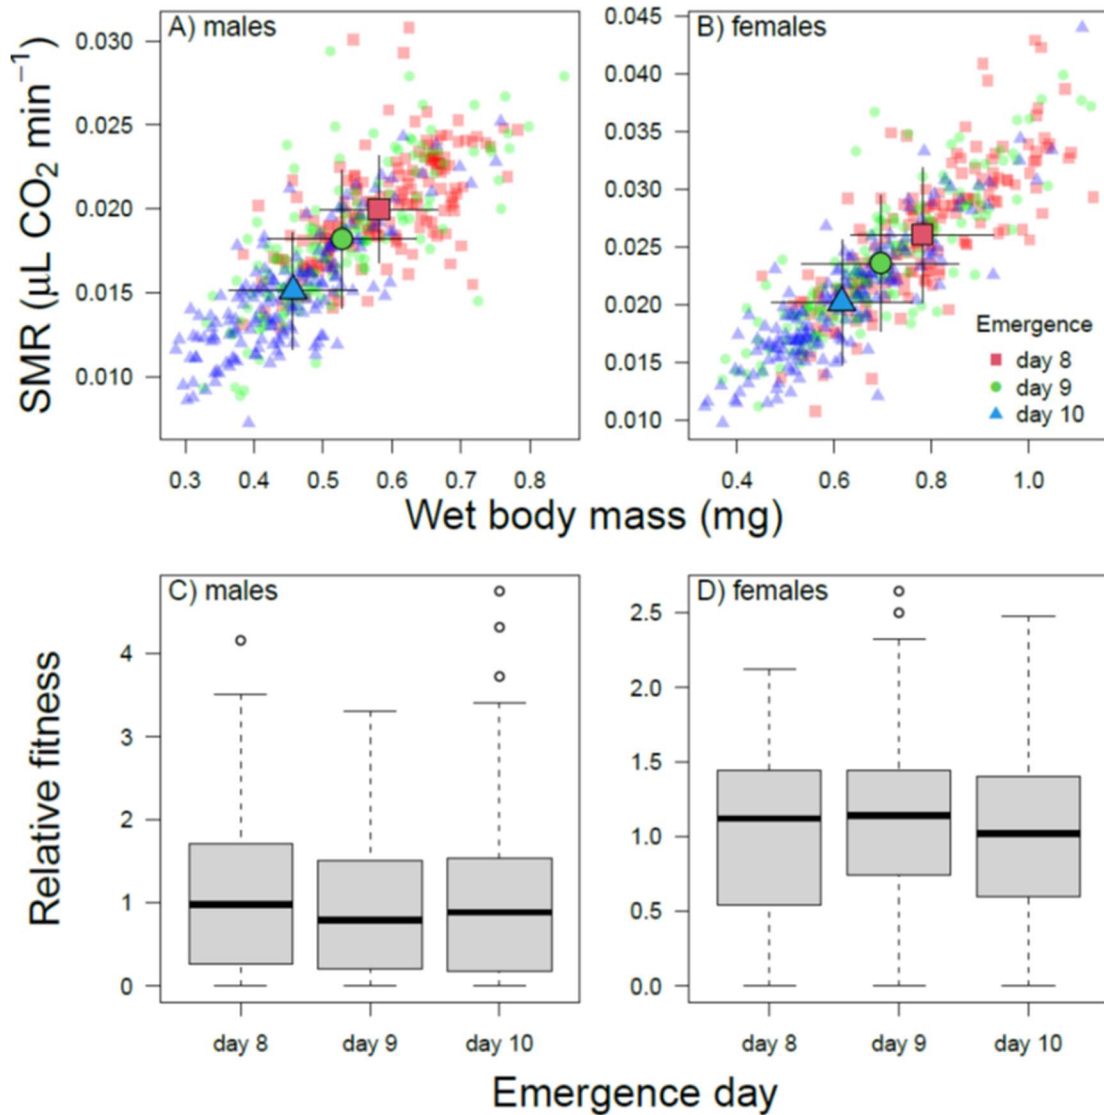 A) males
B) females
SMR (μL CO₂ min⁻¹)
0.030
0.025
0.020
0.015
0.010
0.045
0.040
0.035
0.030
0.025
0.020
0.015
0.010
Emergence
day 8
day 9
day 10
0.3 0.4 0.5 0.6 0.7 0.8
0.4 0.6 0.8 1.0
Wet body mass (mg)
C) males
D) females
Relative fitness
4
3
2
1
0
2.5
2.0
1.5
1.0
0.5
0.0
day 8 day 9 day 10
day 8 day 9 day 10
Emergence day